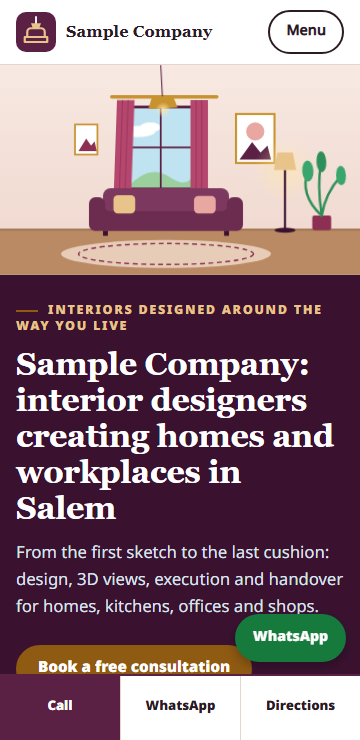 Sample Company
Menu
INTERIORS DESIGNED AROUND THE
WAY YOU LIVE
Sample Company:
interior designers
creating homes and
workplaces in
Salem
From the first sketch to the last cushion:
design, 3D views, execution and handover
for homes, kitchens, offices and shops.
WhatsApp
Book a free consultation
Call
WhatsApp
Directions